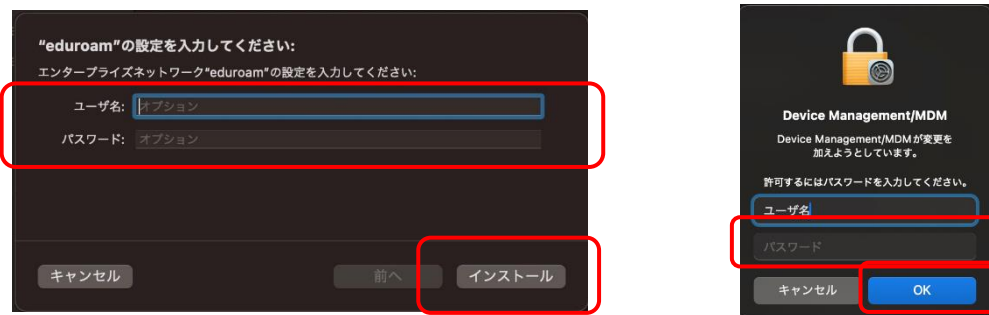 “eduroam”の設定を入力してください:
エンタープライズネットワーク“eduroam”の設定を入力してください:
ユーザ名: オプション
パスワード: オプション
キャンセル 前へ インストール
Device Management/MDM
Device Management/MDMが変更を
加えようとしています。
許可するにはパスワードを入力してください。
ユーザ名
パスワード
キャンセル OK